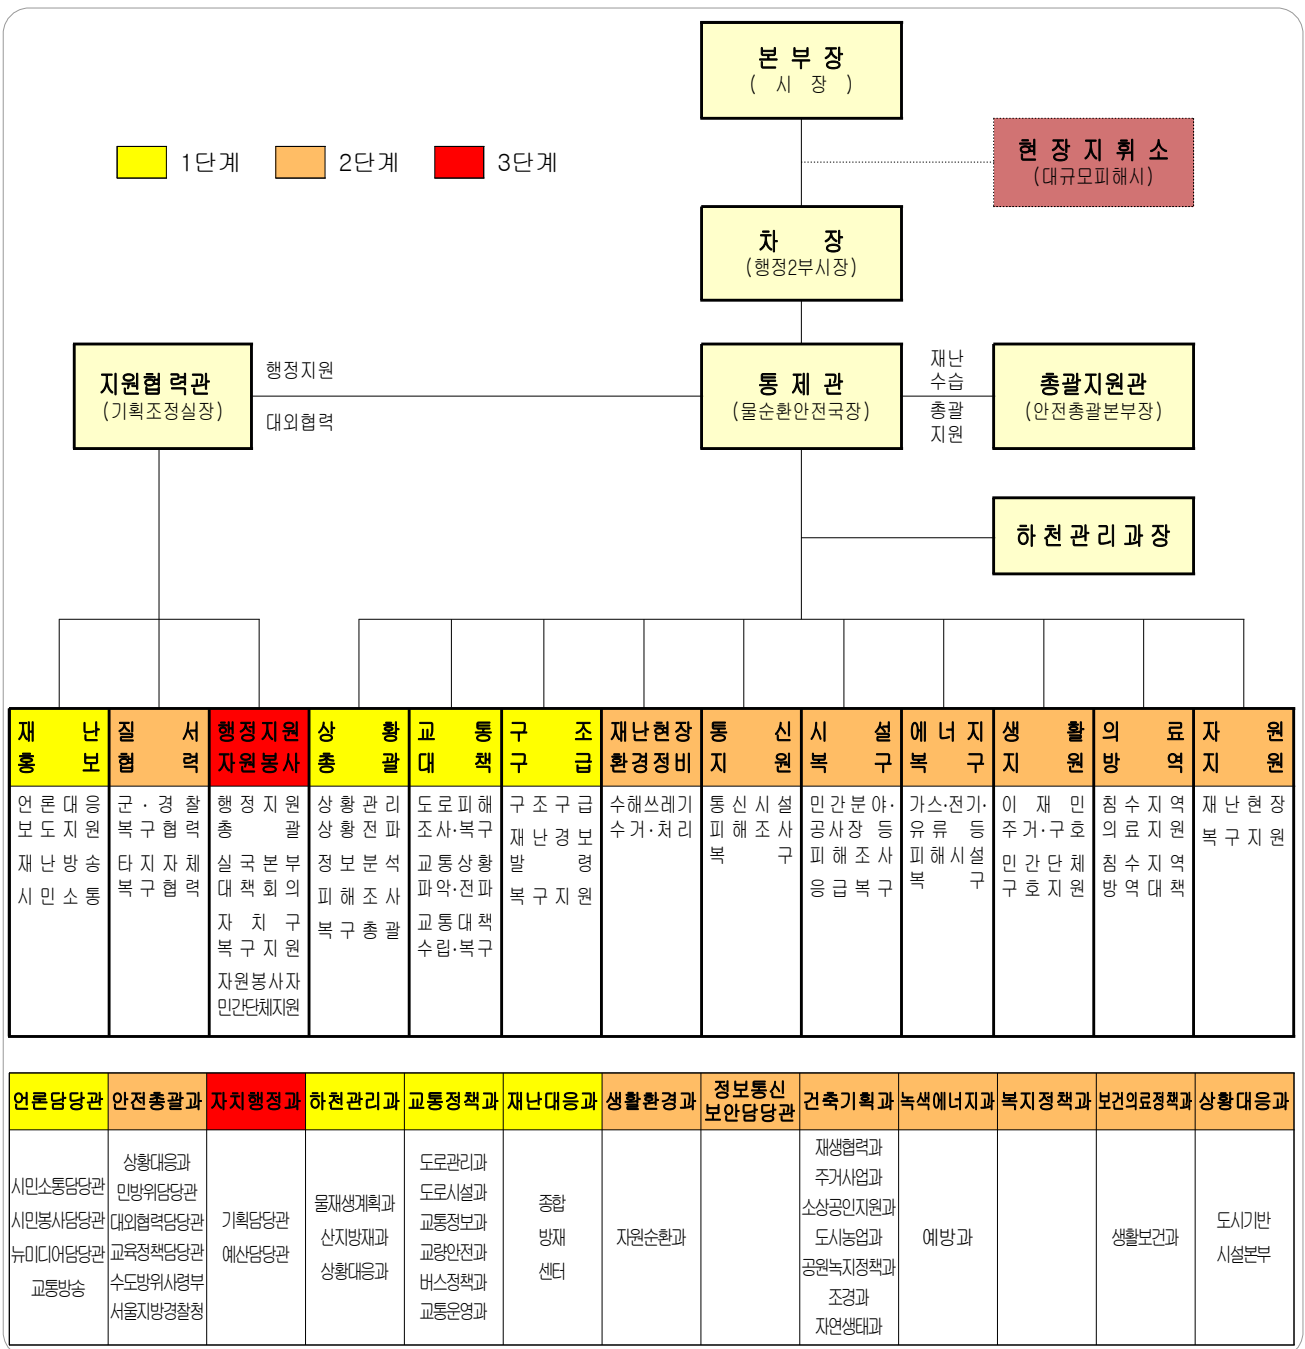 본 부 장
( 시 장 )
1단계
2단계
3단계
현 장 지 휘 소
(대규모피해시)
차 장
(행정2부시장)
지원협력관
(기획조정실장)
행정지원
대외협력
통 제 관
(물순환안전국장)
재난
수습
총괄
지원
총괄지원관
(안전총괄본부장)
하천관리과장
재 난
홍 보
질 서
협 력
행정지원
자원봉사
상 황
총 괄
교 통
대 책
구 조
구 급
재난현장
환경정비
통 신
지 원
시 설
복 구
에 너 지
복 구
생 활
지 원
의 료
방 역
자 원
지 원
언론대응
보도지원
재난방송
시민소통
군·경찰
복구협력
타지자체
복구협력
행정지원
총 괄
실국본부
대책회의
자 치 구
복구지원
자원봉사자
민간단체지원
상황관리
상황전파
정보분석
피해조사
복구총괄
도로피해
조사·복구
교통상황
파악·전파
교통대책
수립·복구
구조구급
재난경보
발 령
복구지원
수해쓰레기
수거·처리
통신시설
피해조사
복 구
민간분야·
공사장 등
피해조사
응급복구
가스·전기·
유류 등
피해시설
복 구
이 재 민
주거·구호
민간단체
구호지원
침수지역
의료지원
침수지역
방역대책
재난현장
복구지원
언론담당관
안전총괄과
자치행정과
하천관리과
교통정책과
재난대응과
생활환경과
정보통신
보안담당관
건축기획과
녹색에너지과
복지정책과
보건의료정책과
상황대응과
시민소통담당관
시민봉사담당관
뉴미디어담당관
교통방송
상황대응과
민방위담당관
대외협력담당관
교육정책담당관
수도방위사령부
서울지방경찰청
기획담당관
예산담당관
물재생계획과
산지방재과
상황대응과
도로관리과
도로시설과
교통정보과
교량안전과
버스정책과
교통운영과
종합
방재
센터
자원순환과
재생협력과
주거사업과
소상공인지원과
도시농업과
공원녹지정책과
조경과
자연생태과
예방과
생활보건과
도시기반
시설본부